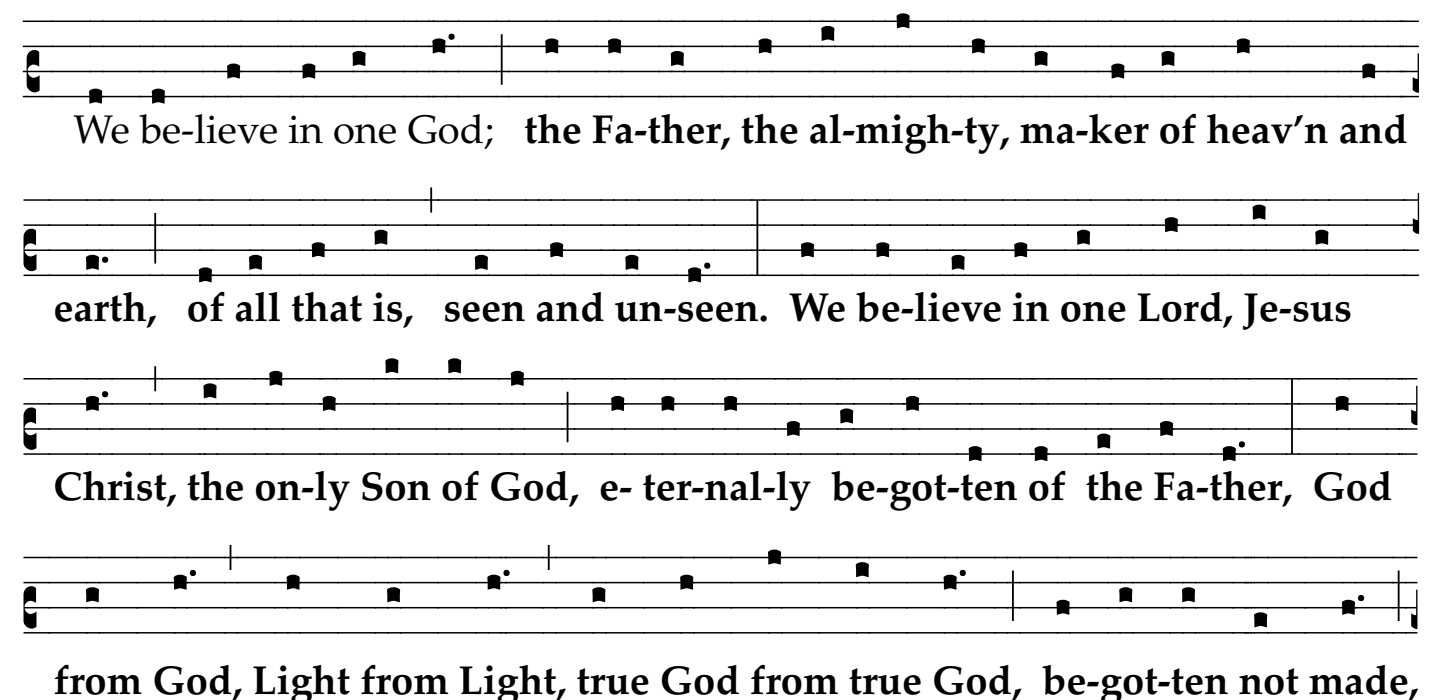 We be-lieve in one God; the Fa-ther, the al-migh-ty, ma-ker of heav’n and
earth, of all that is, seen and un-seen. We be-lieve in one Lord, Je-sus
Christ, the on-ly Son of God, e- ter-nal-ly be-got-ten of the Fa-ther, God
from God, Light from Light, true God from true God, be-got-ten not made,